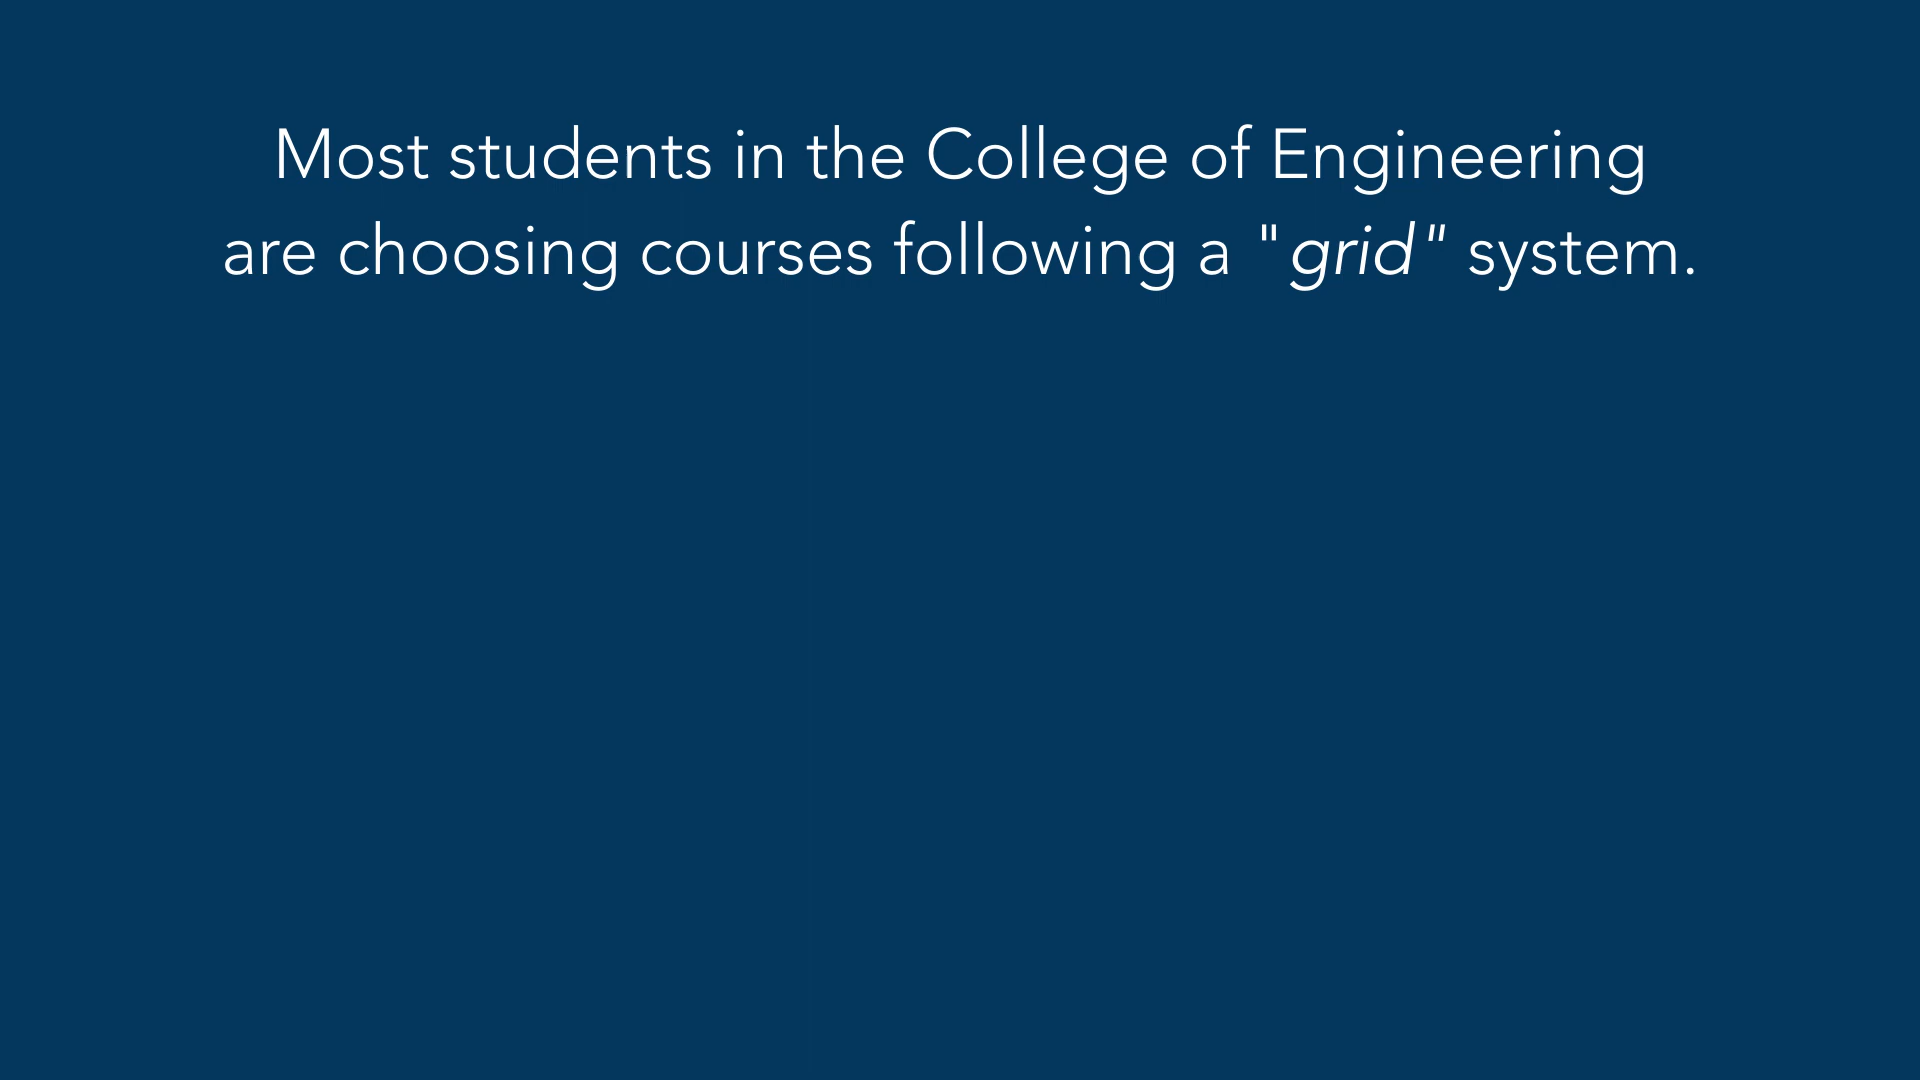 Most students in the College of Engineering
are choosing courses following a "grid" system.